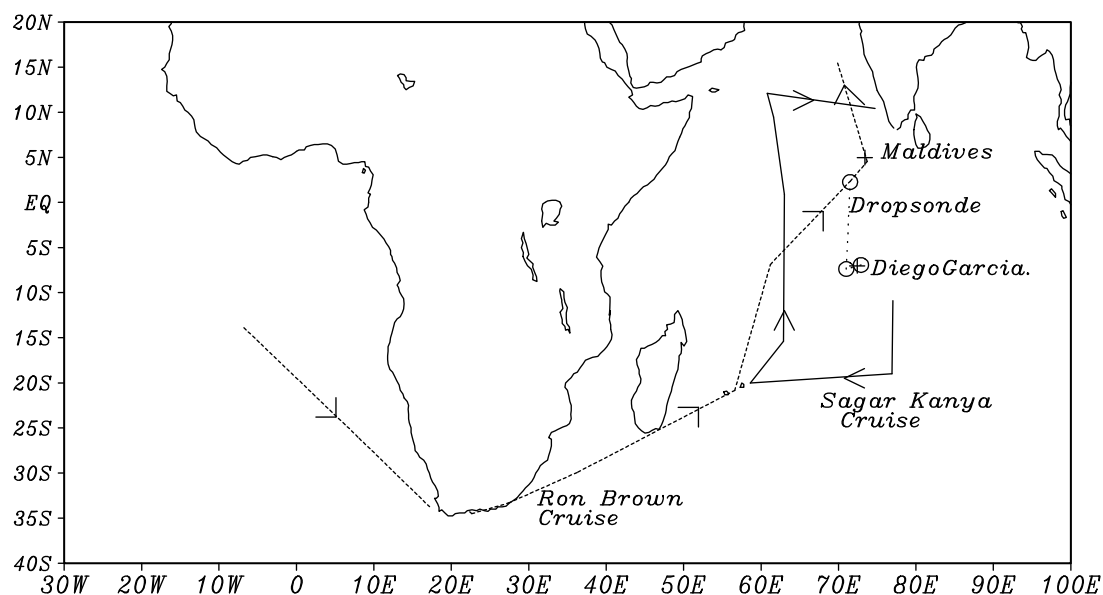 20N
15N
10N
5N
Maldives
EQ
Dropsonde
5S
DiegoGarcia.
10S
15S
20S
Sagar Kanya
Cruise
25S
30S
Ron Brown
Cruise
35S
40S
30W 20W 10W 0 10E 20E 30E 40E 50E 60E 70E 80E 90E 100E